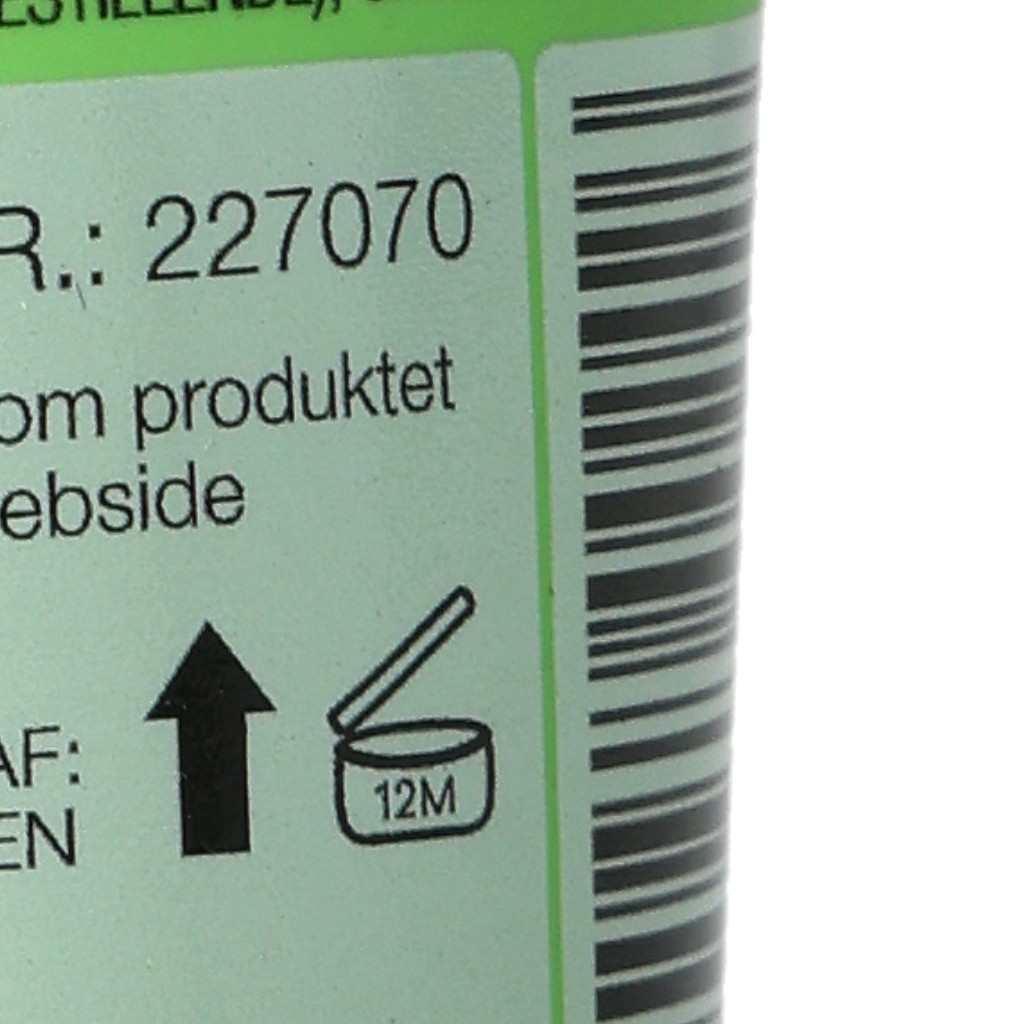 R.: 227070
om produktet
ebside
AF:
EN
12M